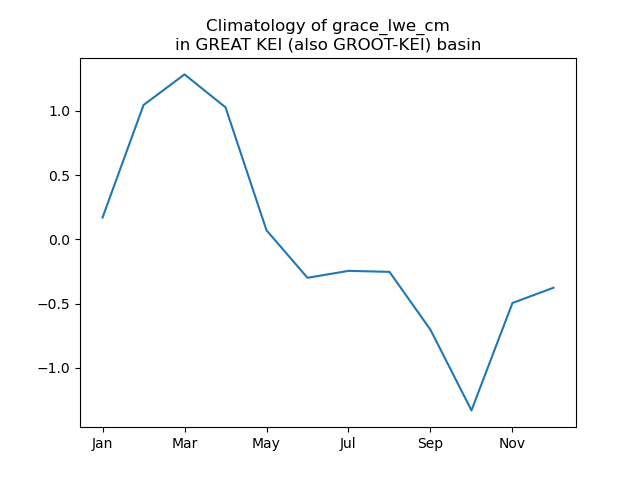 Climatology of grace_lwe_cm
in GREAT KEI (also GROOT-KEI) basin
1.0
0.5
0.0
−0.5
−1.0
Jan Mar May Jul Sep Nov